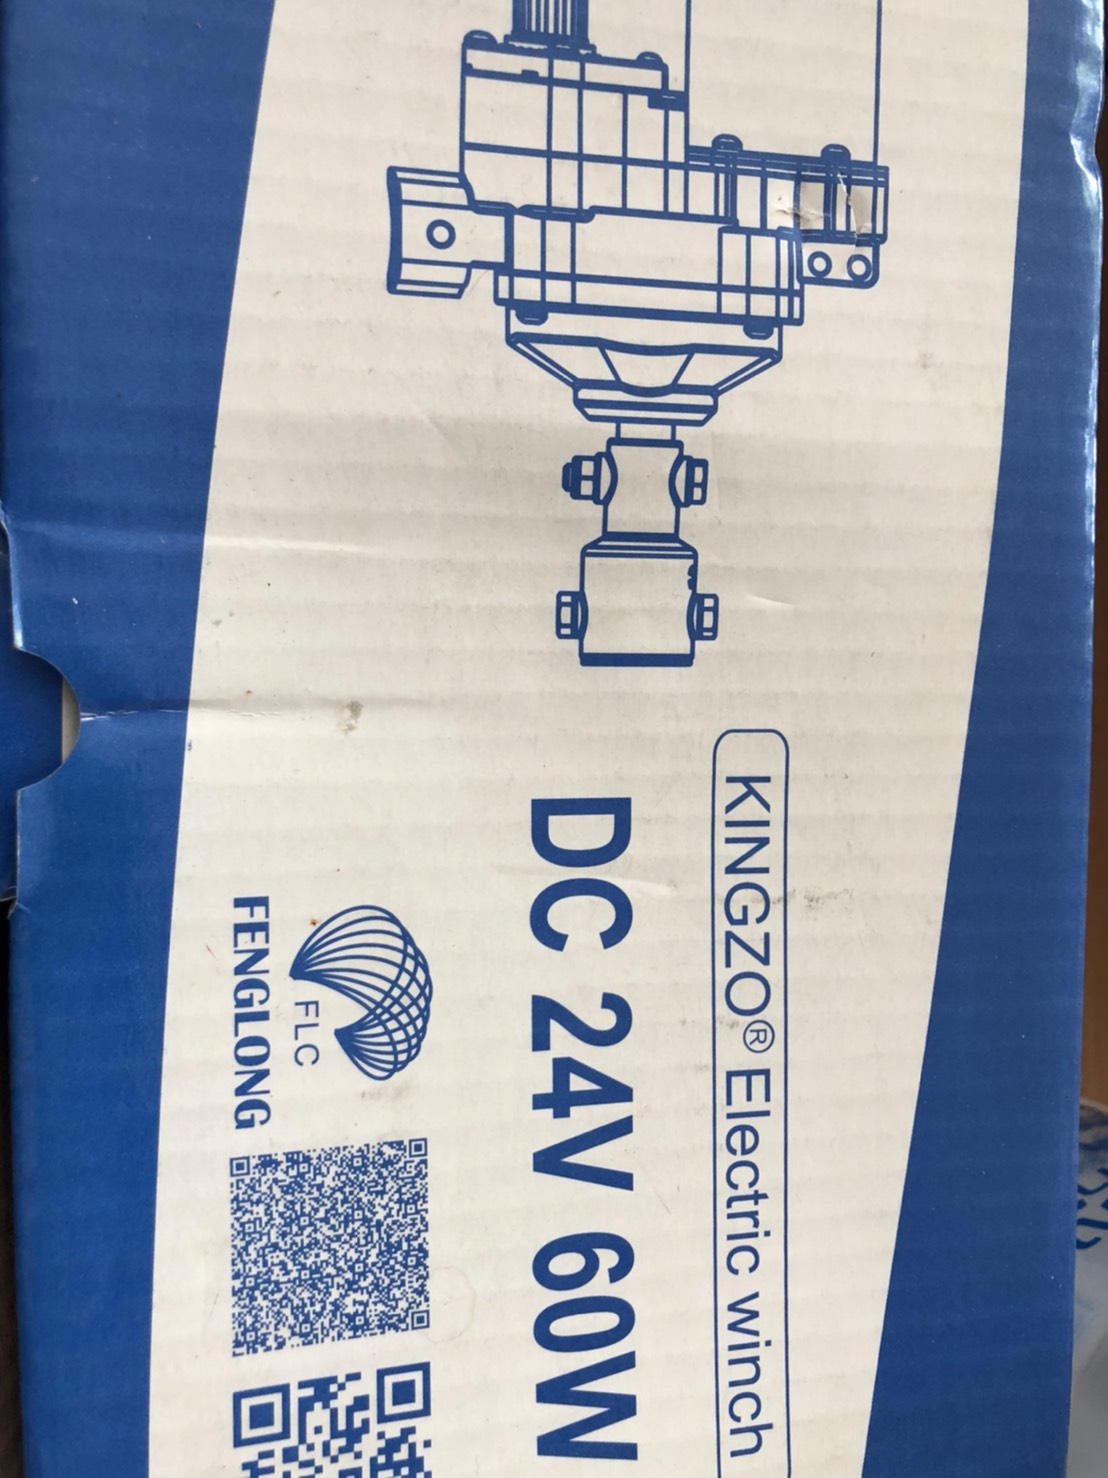 KINGZO® Electric winch
DC 24V 60W
FLC
FENGLONG